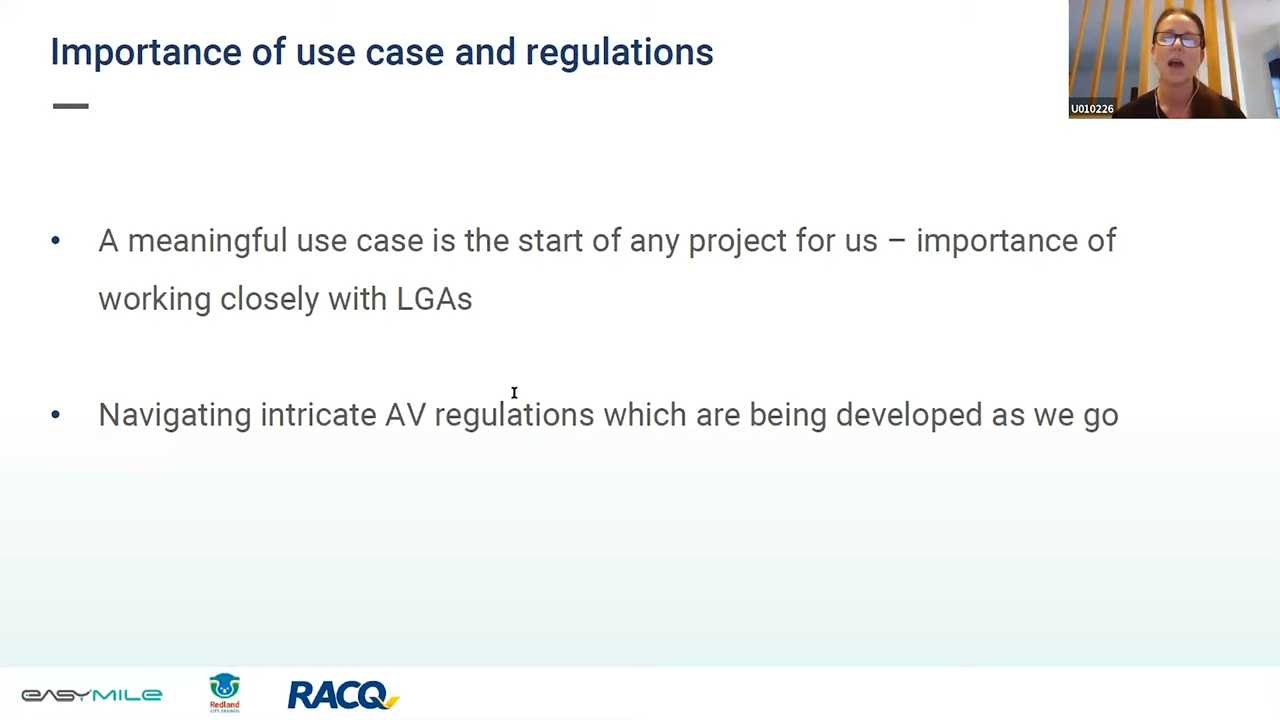 Importance of use case and regulations
U010226
• A meaningful use case is the start of any project for us – importance of
working closely with LGAs
• Navigating intricate AV regulations which are being developed as we go
EASYMILE
Redland
CITY COUNCIL
RACQ